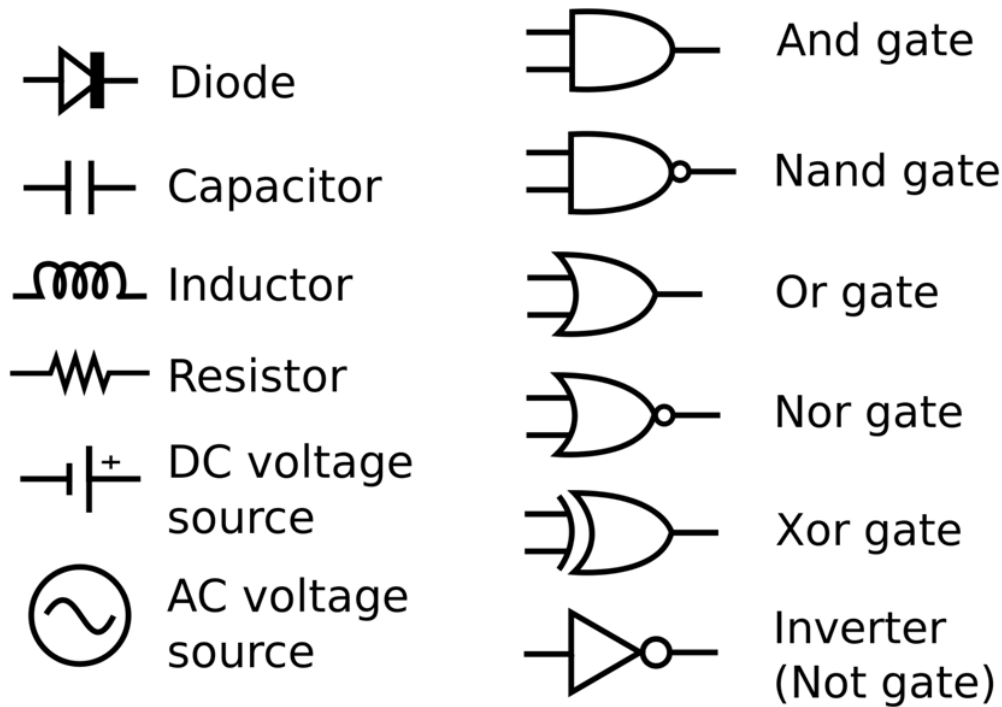 Diode
Capacitor
Inductor
Resistor
+
DC voltage
source
AC voltage
source
And gate
Nand gate
Or gate
Nor gate
Xor gate
Inverter
(Not gate)